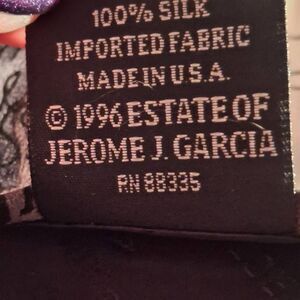 100% SILK
IMPORTED FABRIC
MADE IN U.S.A.
© 1996 ESTATE OF
JEROME J. GARCIA
RN 88335